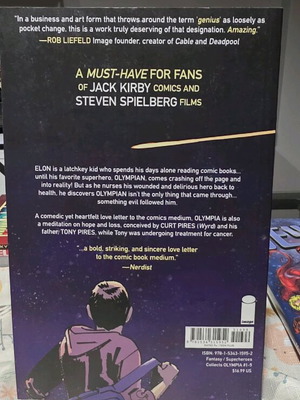 "In a business and art form that throws around the term 'genius' as loosely as
pocket change, this is a work truly deserving of that designation. Amazing."
—ROB LIEFELD Image founder, creator of Cable and Deadpool
A MUST-HAVE FOR FANS
OF JACK KIRBY COMICS AND
STEVEN SPIELBERG FILMS
ELON is a latchkey kid who spends his days alone reading comic books...
until his favorite superhero, OLYMPIAN, comes crashing off the page and
into reality! But as he nurses his wounded and delirious hero back to
health, he discovers OLYMPIAN isn't the only thing that came through...
something evil followed him.
A comedic yet heartfelt love letter to the comics medium, OLYMPIA is also
a meditation on hope and loss, conceived by CURT PIRES (Wyrd) and his
father, TONY PIRES, while Tony was undergoing treatment for cancer.
"...a bold, striking, and sincere love letter
to the comic book medium."
—Nerdist
ISBN: 978-1-5343-1595-2
Fantasy / Superheroes
Collects OLYMPIA #1-5
$16.99 US